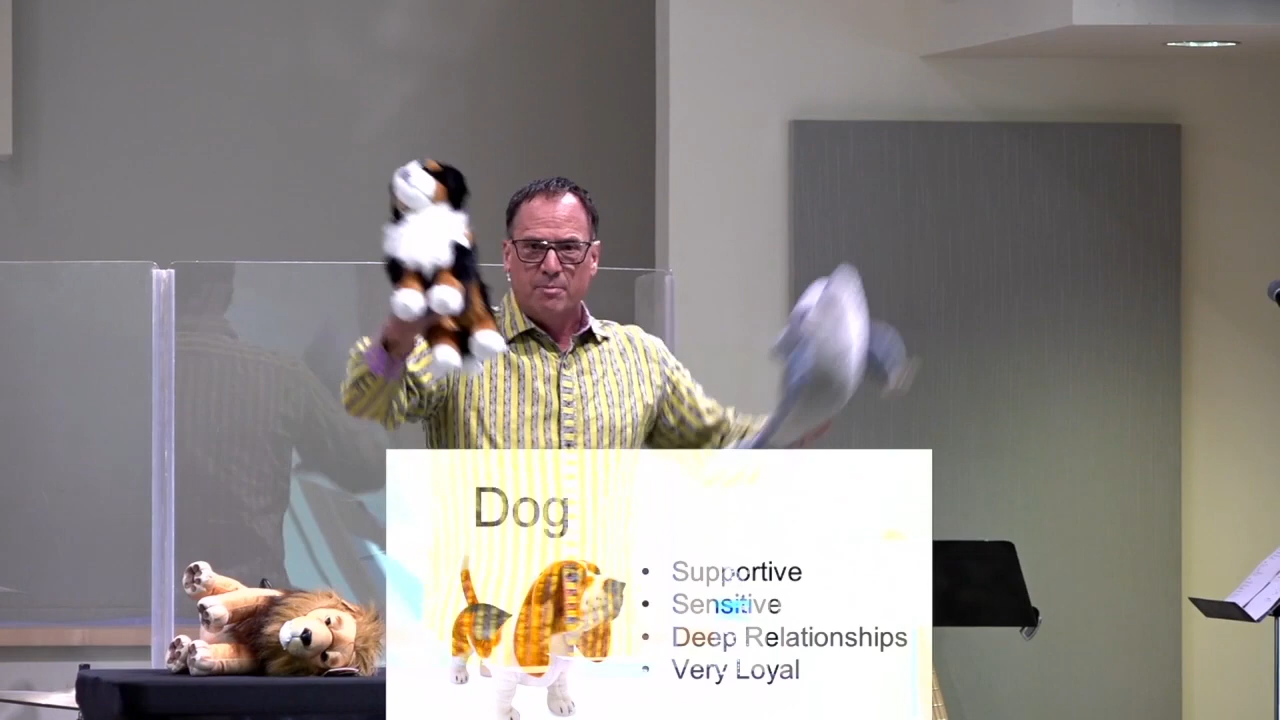 Dog
• Supportive
• Sensitive
• Deep Relationships
• Very Loyal